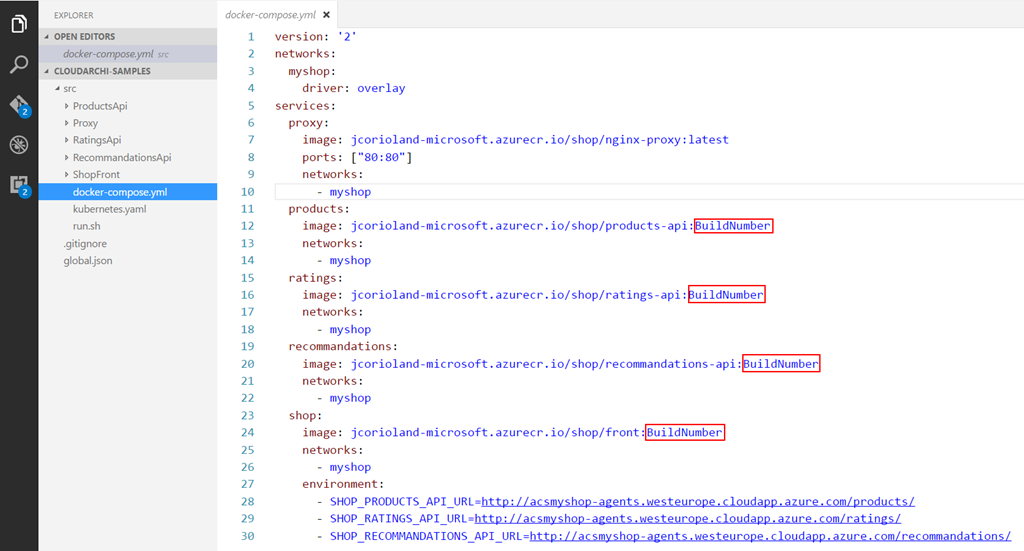 EXPLORER
OPEN EDITORS
docker-compose.yml src
CLOUDARCHI-SAMPLES
src
ProductsApi
Proxy
RatingsApi
RecommandationsApi
ShopFront
docker-compose.yml
kubernetes.yaml
run.sh
.gitignore
global.json
2
2
docker-compose.yml ×
1 version: '2'
2 networks:
3   myshop:
4     driver: overlay
5 services:
6   proxy:
7     image: jcorioland-microsoft.azurecr.io/shop/nginx-proxy:latest
8     ports: ["80:80"]
9     networks:
10       - myshop
11   products:
12     image: jcorioland-microsoft.azurecr.io/shop/products-api:BuildNumber
13     networks:
14       - myshop
15   ratings:
16     image: jcorioland-microsoft.azurecr.io/shop/ratings-api:BuildNumber
17     networks:
18       - myshop
19   recommandations:
20     image: jcorioland-microsoft.azurecr.io/shop/recommandations-api:BuildNumber
21     networks:
22       - myshop
23   shop:
24     image: jcorioland-microsoft.azurecr.io/shop/front:BuildNumber
25     networks:
26       - myshop
27     environment:
28       - SHOP_PRODUCTS_API_URL=http://acsmyshop-agents.westeurope.cloudapp.azure.com/products/
29       - SHOP_RATINGS_API_URL=http://acsmyshop-agents.westeurope.cloudapp.azure.com/ratings/
30       - SHOP_RECOMMANDATIONS_API_URL=http://acsmyshop-agents.westeurope.cloudapp.azure.com/recommandations/